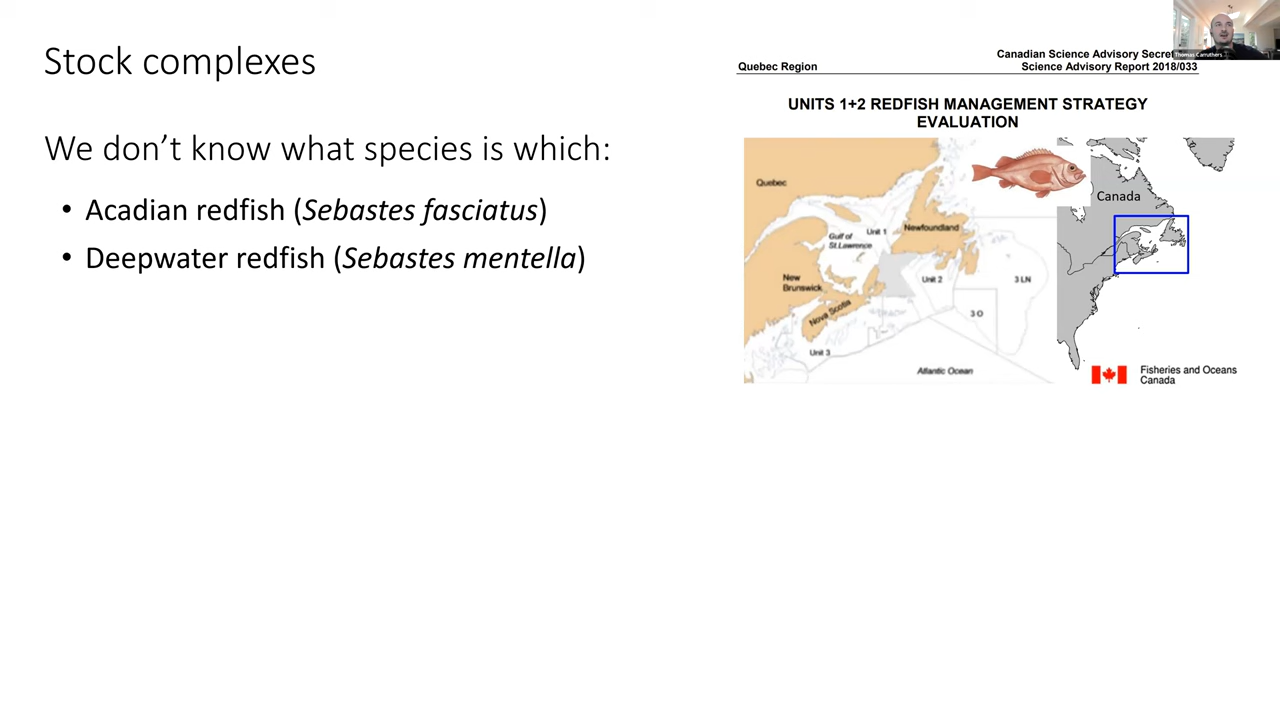 Stock complexes
We don’t know what species is which:
• Acadian redfish (Sebastes fasciatus)
• Deepwater redfish (Sebastes mentella)
Thomas Carruthers
Canadian Science Advisory
Quebec Region
Science Advisory Report 2018/033
UNITS 1+2 REDFISH MANAGEMENT STRATEGY
EVALUATION
Quebec
Canada
Unit 1
Newfoundland
Gulf of
St. Lawrence
New
Brunswick
Unit 2
3 LN
Nova Scotia
3 O
Unit 3
Atlantic Ocean
Fisheries and Oceans
Canada